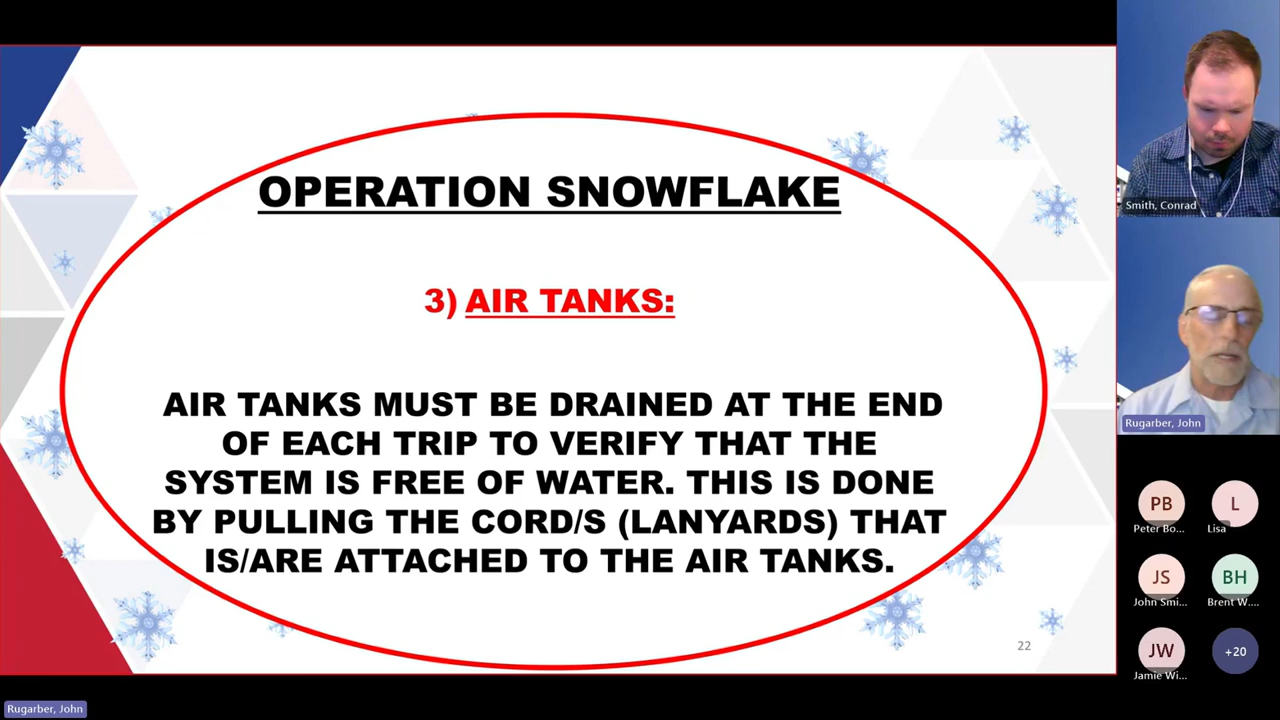 OPERATION SNOWFLAKE
3) AIR TANKS:
AIR TANKS MUST BE DRAINED AT THE END
OF EACH TRIP TO VERIFY THAT THE
SYSTEM IS FREE OF WATER. THIS IS DONE
BY PULLING THE CORD/S (LANYARDS) THAT
IS/ARE ATTACHED TO THE AIR TANKS.
22
Smith, Conrad
Rugarber, John
PB
Peter Bo...
L
Lisa
JS
John Smi...
BH
Brent W...
JW
Jamie Wi...
+20
Rugarber, John